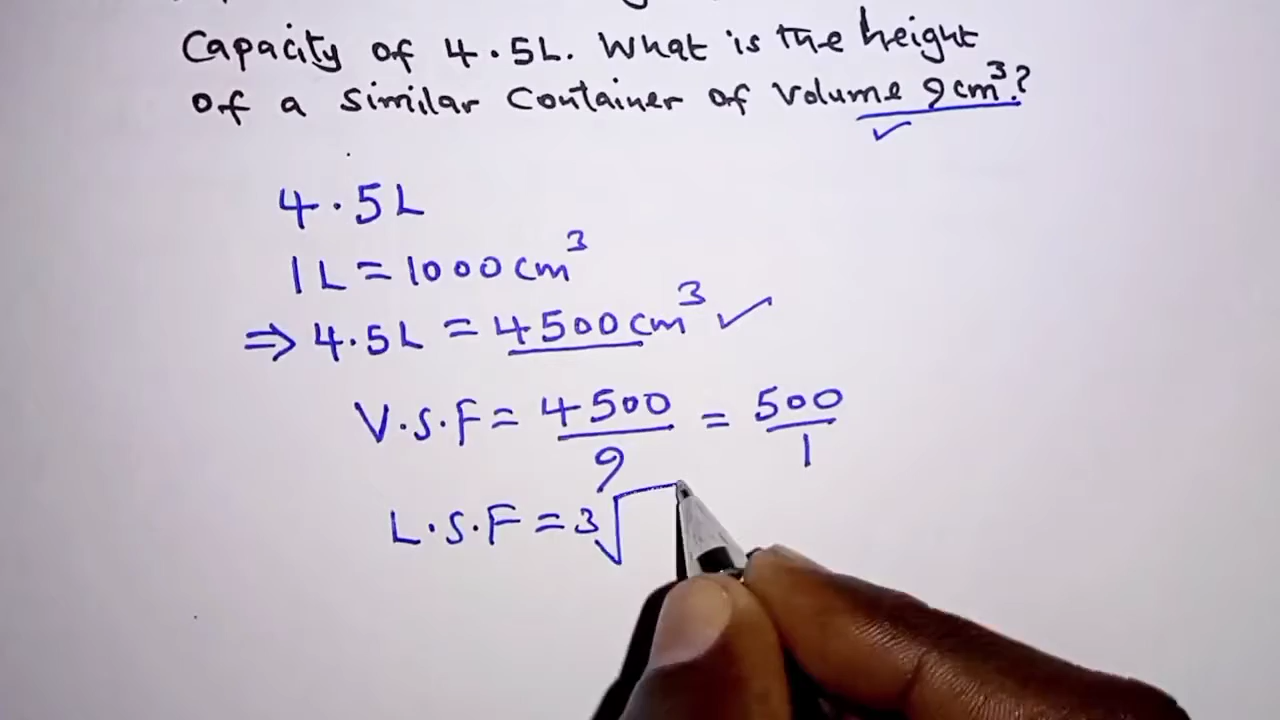 Capacity of 4.5L. What is the height
of a similar container of volume 9cm³?
4.5L
1L = 1000cm³
⇒ 4.5L = 4500cm³ ✓
V.S.F = 4500/9 = 500/1
L.S.F = ³√